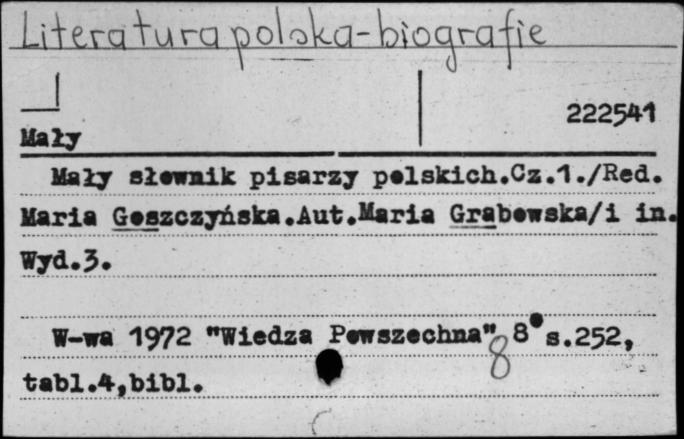 Literatura polska-biografie
222541
Mały
Mały słownik pisarzy polskich.Cz.1./Red.
Maria Goszczyńska.Aut.Maria Grabowska/i in.
Wyd.3.
W-wa 1972 "Wiedza Powszechna" 8° s.252,
8
tabl.4,bibl.